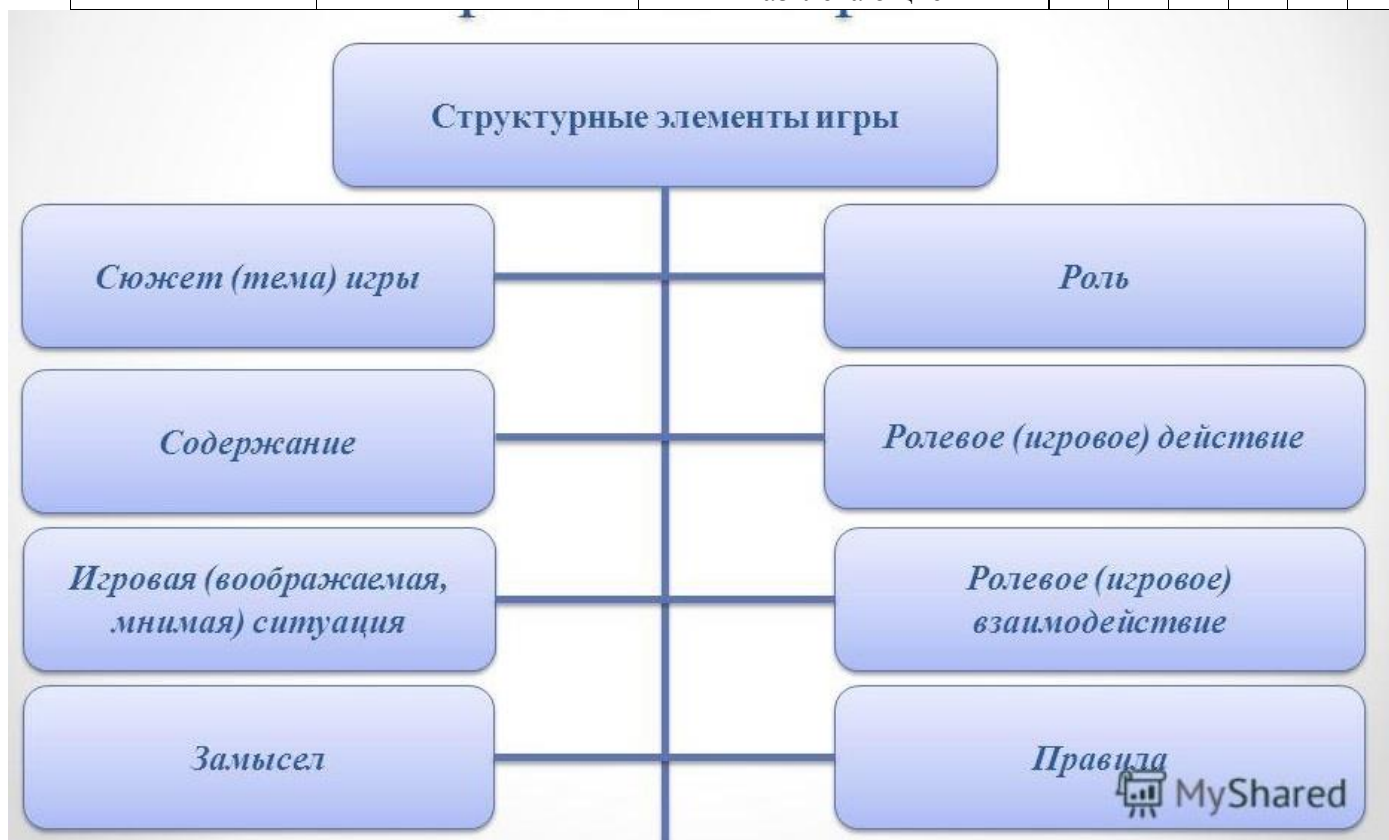 Структурные элементы игры
Сюжет (тема) игры
Роль
Содержание
Ролевое (игровое) действие
Игровая (воображаемая,
мнимая) ситуация
Ролевое (игровое)
взаимодействие
Замысел
Правила
MyShared